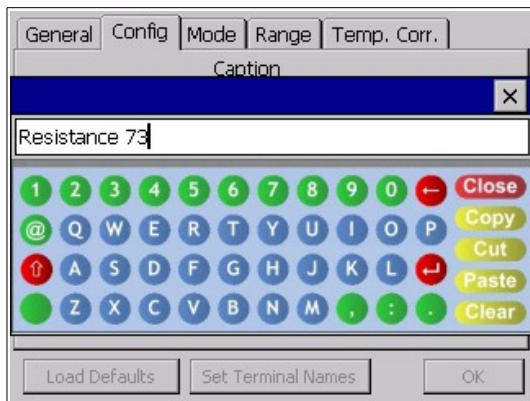 General Config Mode Range Temp. Corr.
Caption
×
Resistance 73
1 2 3 4 5 6 7 8 9 0 ← Close
@ Q W E R T Y U I O P Copy
Cut
⇧ A S D F G H J K L ↵ Paste
Z X C V B N M , : . Clear
Load Defaults Set Terminal Names OK